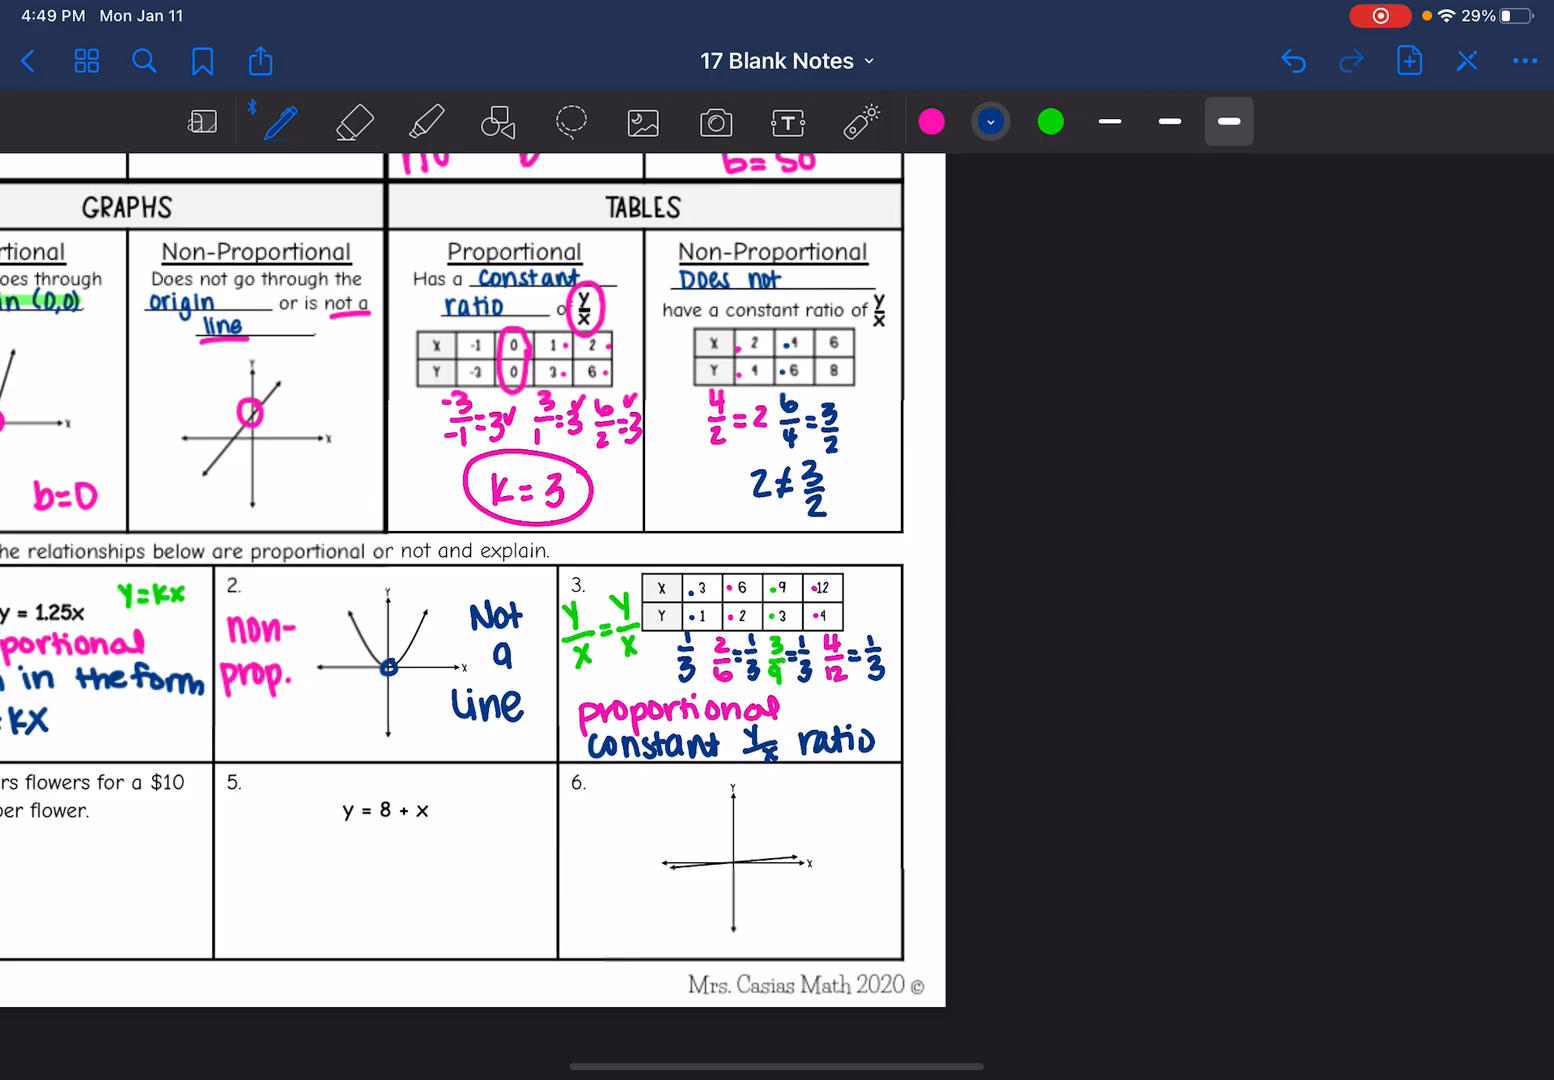 4:49 PM Mon Jan 11
29%
17 Blank Notes
T
b= 50
GRAPHS
TABLES
rtional
oes through
in (0,0)
b=0
Non-Proportional
Does not go through the
origin or is not a
line
Y
X
X
Proportional
Has a constant
ratio of y/x
X -1 0 1 2
Y -3 0 3 6
-3/-1=3 3/1=3 6/2=3
K=3
Non-Proportional
Does not
have a constant ratio of y/x
X 2 4 6
Y 4 6 8
4/2=2 6/4=3/2
2≠3/2
he relationships below are proportional or not and explain.
y = 1.25x
Y=KX
portional
in the form
=KX
2.
non-
prop.
Y
X
Not
a
Line
3.
X 3 6 9 12
Y 1 2 3 4
Y/X=Y/X
1/3 2/6=1/3 3/9=1/3 4/12=1/3
proportional
constant Y/x ratio
rs flowers for a $10
per flower.
5.
y = 8 + x
6.
Y
X
Mrs. Casias Math 2020 ©